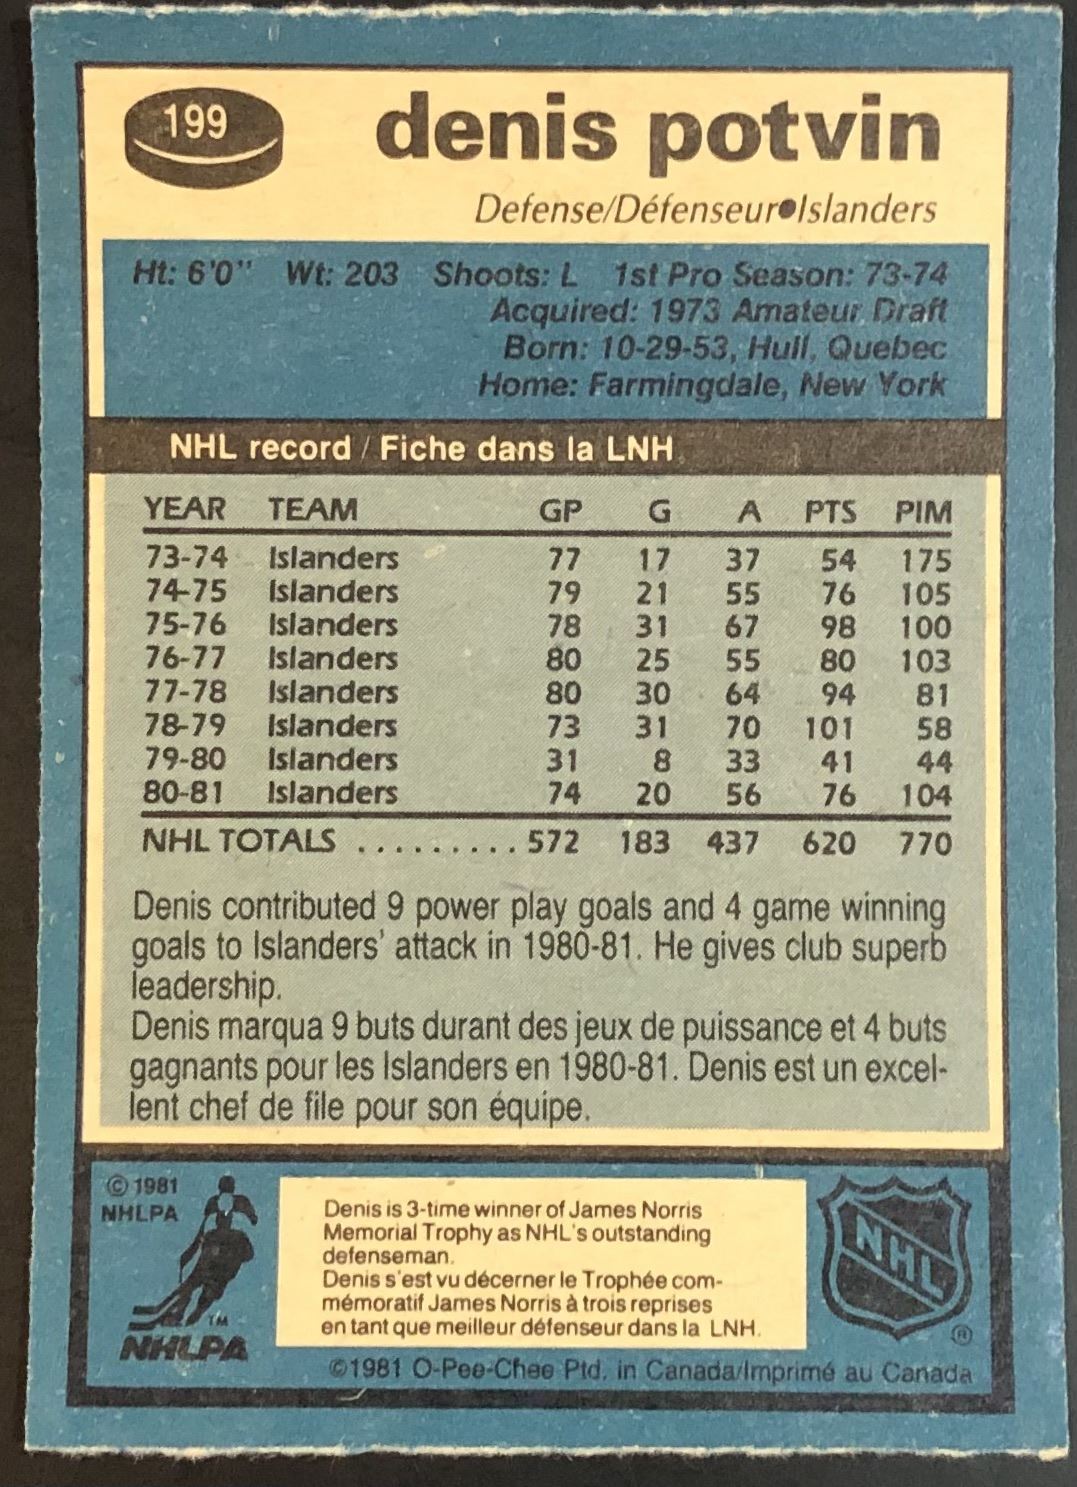 199
denis potvin
Defense/Défenseur●Islanders
Ht: 6'0" Wt: 203 Shoots: L 1st Pro Season: 73-74
Acquired: 1973 Amateur Draft
Born: 10-29-53, Hull, Quebec
Home: Farmingdale, New York
NHL record / Fiche dans la LNH
YEAR TEAM GP G A PTS PIM
73-74 Islanders 77 17 37 54 175
74-75 Islanders 79 21 55 76 105
75-76 Islanders 78 31 67 98 100
76-77 Islanders 80 25 55 80 103
77-78 Islanders 80 30 64 94 81
78-79 Islanders 73 31 70 101 58
79-80 Islanders 31 8 33 41 44
80-81 Islanders 74 20 56 76 104
NHL TOTALS .......... 572 183 437 620 770
Denis contributed 9 power play goals and 4 game winning
goals to Islanders' attack in 1980-81. He gives club superb
leadership.
Denis marqua 9 buts durant des jeux de puissance et 4 buts
gagnants pour les Islanders en 1980-81. Denis est un excel-
lent chef de file pour son équipe.
© 1981
NHLPA
TM
NHLPA
Denis is 3-time winner of James Norris
Memorial Trophy as NHL's outstanding
defenseman.
Denis s'est vu décerner le Trophée com-
mémoratif James Norris à trois reprises
en tant que meilleur défenseur dans la LNH.
NHL
®
©1981 O-Pee-Chee Ptd. in Canada/Imprimé au Canada